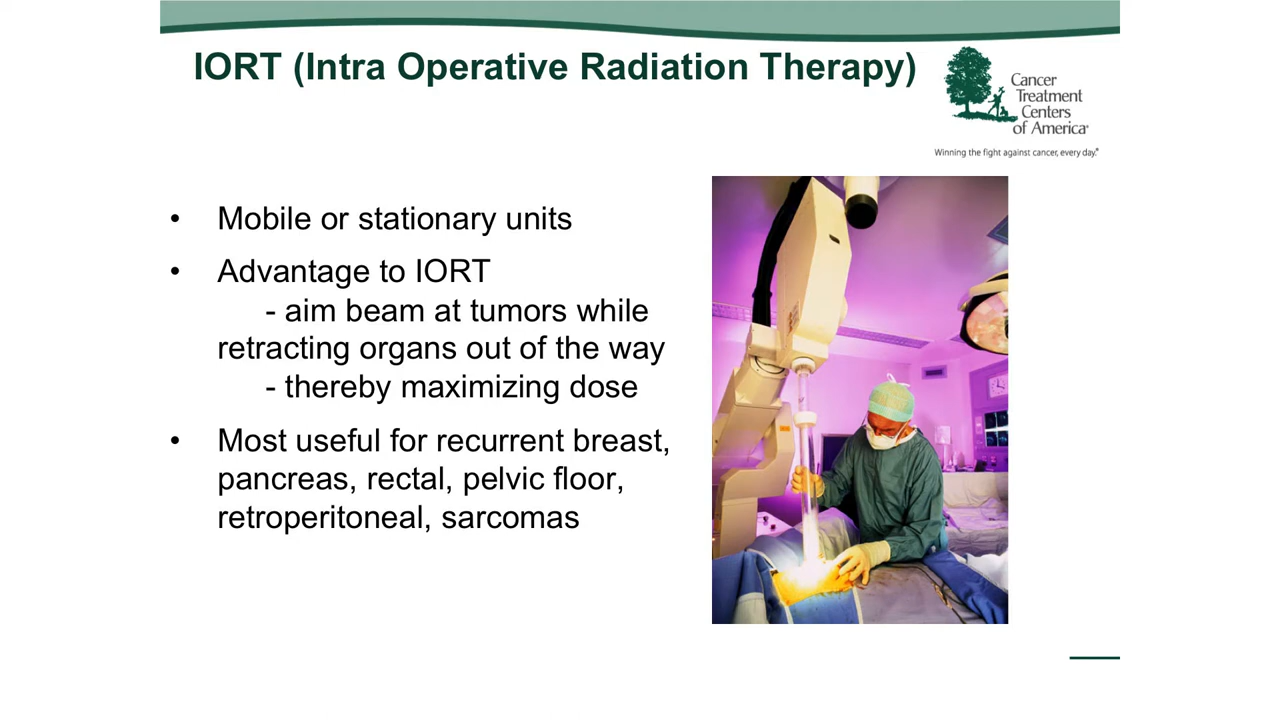 IORT (Intra Operative Radiation Therapy)
Cancer
Treatment
Centers
of America®
Winning the fight against cancer, every day.®
• Mobile or stationary units
• Advantage to IORT
- aim beam at tumors while
retracting organs out of the way
- thereby maximizing dose
• Most useful for recurrent breast,
pancreas, rectal, pelvic floor,
retroperitoneal, sarcomas